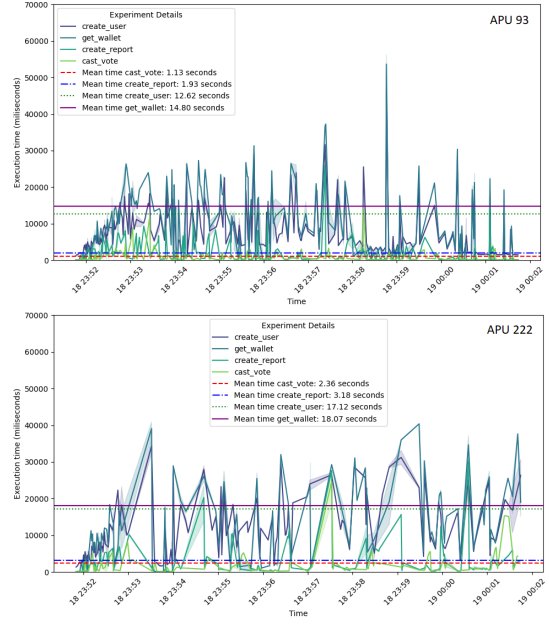 APU 93
70000
60000
50000
40000
30000
20000
10000
0
Execution time (miliseconds)
Experiment Details
create_user
get_wallet
create_report
cast_vote
Mean time cast_vote: 1.13 seconds
Mean time create_report: 1.93 seconds
Mean time create_user: 12.62 seconds
Mean time get_wallet: 14.80 seconds
18 23:52
18 23:53
18 23:54
18 23:55
18 23:56
18 23:57
18 23:58
18 23:59
19 00:00
19 00:01
19 00:02
Time
APU 222
70000
60000
50000
40000
30000
20000
10000
0
Execution time (miliseconds)
Experiment Details
create_user
get_wallet
create_report
cast_vote
Mean time cast_vote: 2.36 seconds
Mean time create_report: 3.18 seconds
Mean time create_user: 17.12 seconds
Mean time get_wallet: 18.07 seconds
18 23:52
18 23:53
18 23:54
18 23:55
18 23:56
18 23:57
18 23:58
18 23:59
19 00:00
19 00:01
19 00:02
Time